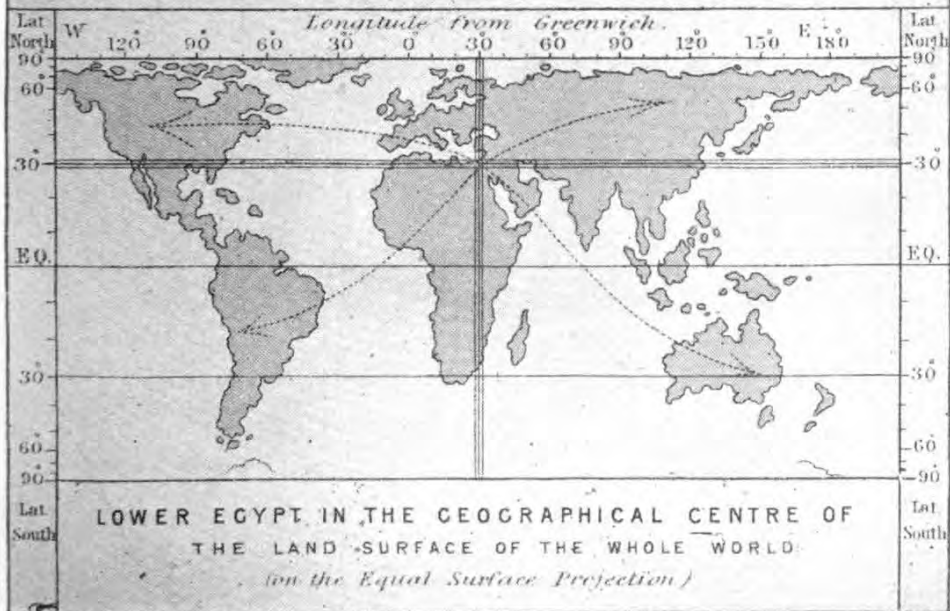 Lat Longitude from Greenwich. Lat
North W 120° 90° 60° 30° 0° 30° 60° 90° 120° 150° E 180° North
90° 90°
60° 60°
30° 30°
EQ. EQ.
30° 30°
60° 60°
90° 90°
Lat Lat
South South
LOWER EGYPT IN THE GEOGRAPHICAL CENTRE OF
THE LAND SURFACE OF THE WHOLE WORLD
(on the Equal Surface Projection)